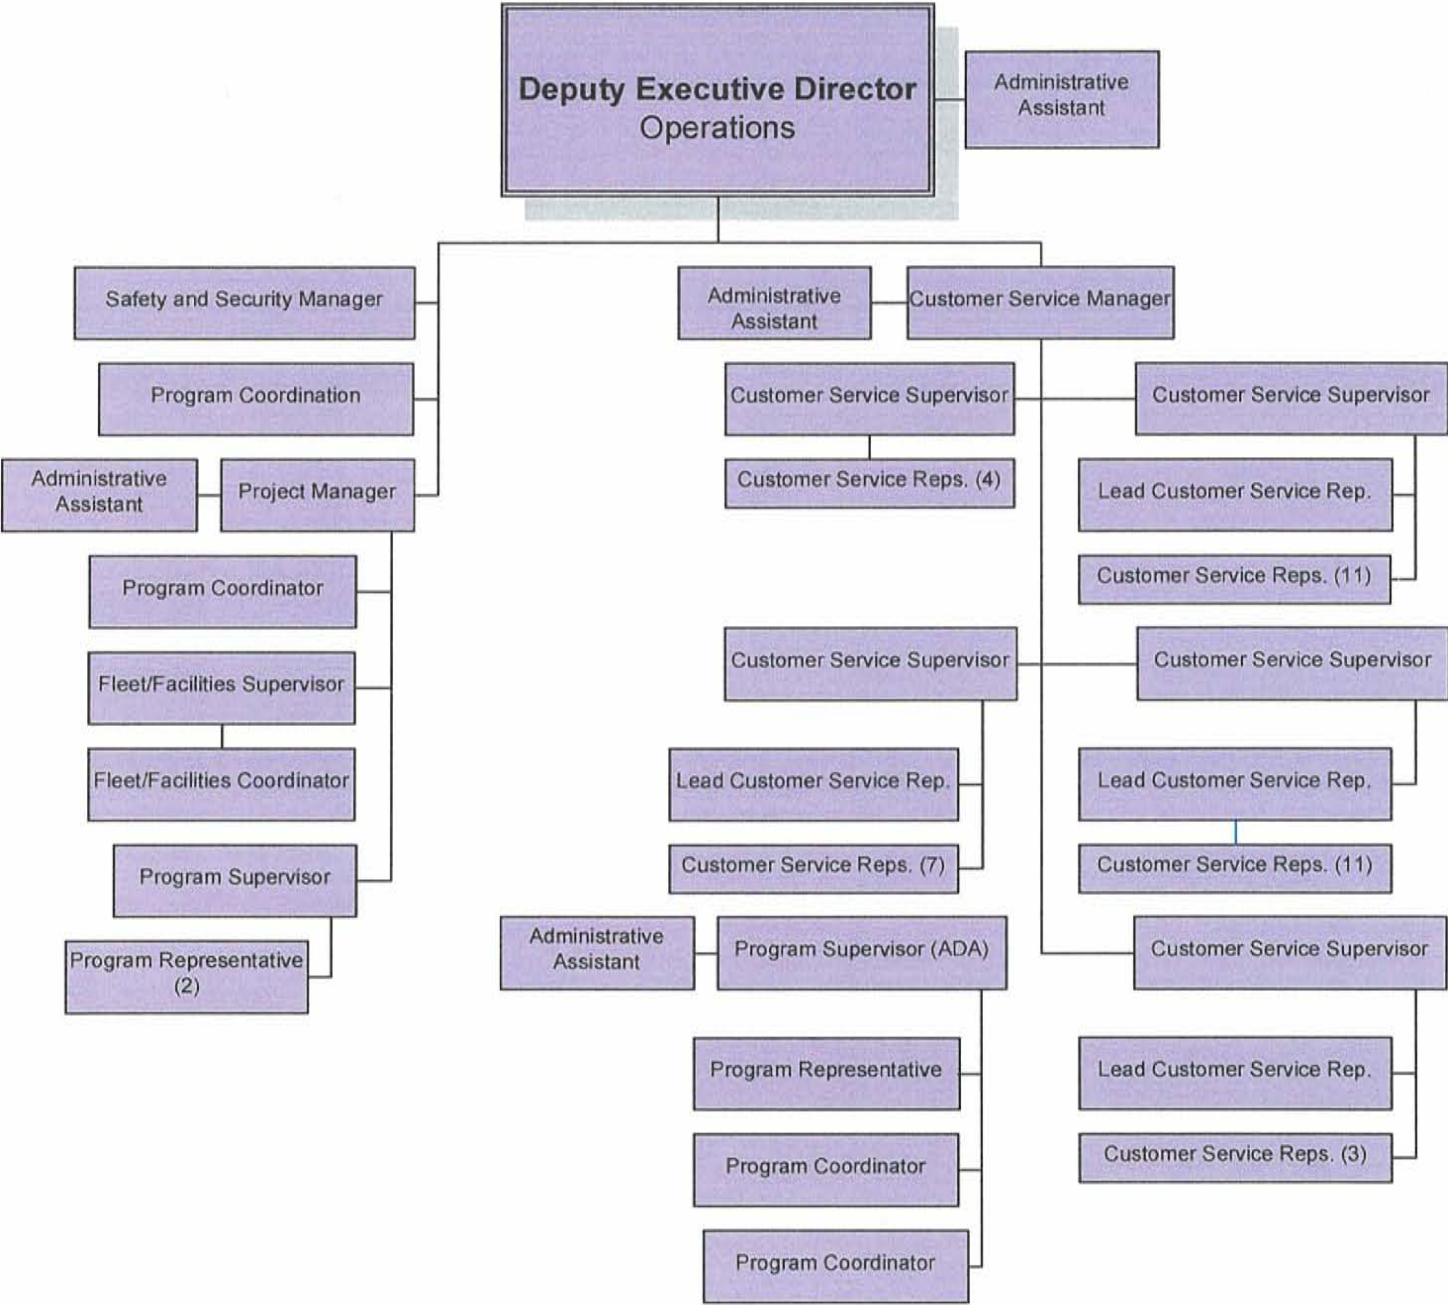 Deputy Executive Director
Operations
Administrative
Assistant
Safety and Security Manager
Administrative
Assistant
Customer Service Manager
Program Coordination
Customer Service Supervisor
Customer Service Supervisor
Administrative
Assistant
Project Manager
Customer Service Reps. (4)
Lead Customer Service Rep.
Program Coordinator
Customer Service Reps. (11)
Fleet/Facilities Supervisor
Customer Service Supervisor
Customer Service Supervisor
Fleet/Facilities Coordinator
Lead Customer Service Rep.
Lead Customer Service Rep.
Program Supervisor
Customer Service Reps. (7)
Customer Service Reps. (11)
Program Representative
(2)
Administrative
Assistant
Program Supervisor (ADA)
Customer Service Supervisor
Program Representative
Lead Customer Service Rep.
Program Coordinator
Customer Service Reps. (3)
Program Coordinator